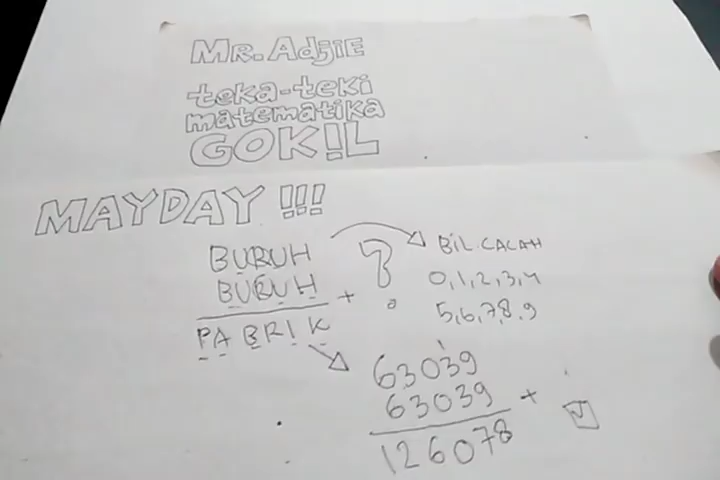 MR. AdjiE
teka-teki
matematika
GOK!L
MAYDAY !!!
BURUH
BURUH +
PABRIK
?
BIL. CACAH
0,1,2,3,4
5,6,7,8.9
1
63039
63039 +
126078